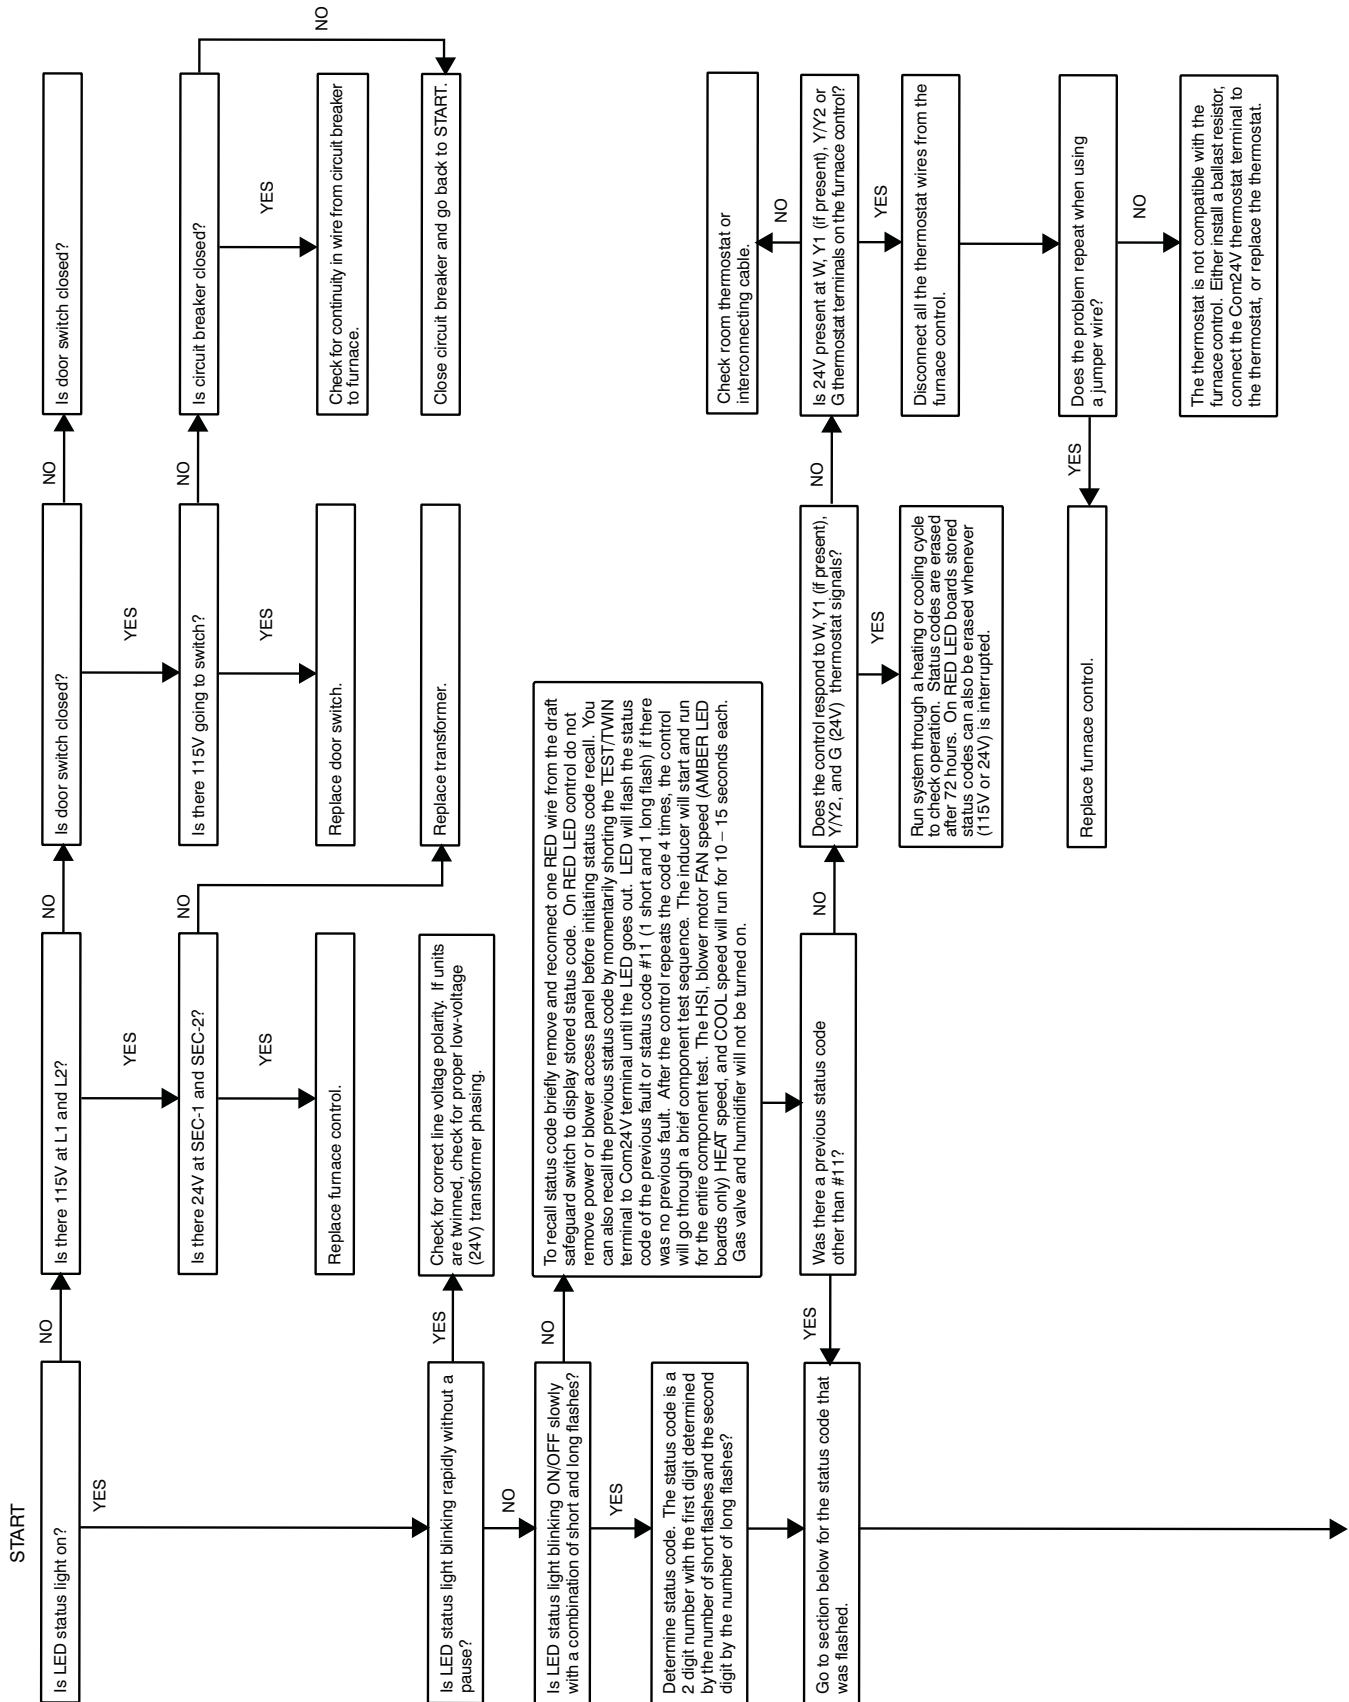 START
Is LED status light on?
NO
YES
Is there 115V at L1 and L2?
NO
YES
Is door switch closed?
NO
YES
Is door switch closed?
Is there 24V at SEC-1 and SEC-2?
NO
YES
Is there 115V going to switch?
NO
YES
Is circuit breaker closed?
NO
YES
Replace furnace control.
Replace door switch.
Check for continuity in wire from circuit breaker
to furnace.
Replace transformer.
Close circuit breaker and go back to START.
Is LED status light blinking rapidly without a
pause?
YES
NO
Check for correct line voltage polarity. If units
are twinned, check for proper low-voltage
(24V) transformer phasing.
Is LED status light blinking ON/OFF slowly
with a combination of short and long flashes?
NO
YES
To recall status code briefly remove and reconnect one RED wire from the draft
safeguard switch to display stored status code. On RED LED control do not
remove power or blower access panel before initiating status code recall. You
can also recall the previous status code by momentarily shorting the TEST/TWIN
terminal to Com24V terminal until the LED goes out. LED will flash the status
code of the previous fault or status code #11 (1 short and 1 long flash) if there
was no previous fault. After the control repeats the code 4 times, the control
will go through a brief component test sequence. The inducer will start and run
for the entire component test. The HSI, blower motor FAN speed (AMBER LED
boards only) HEAT speed, and COOL speed will run for 10 – 15 seconds each.
Gas valve and humidifier will not be turned on.
Determine status code. The status code is a
2 digit number with the first digit determined
by the number of short flashes and the second
digit by the number of long flashes?
Go to section below for the status code that
was flashed.
YES
Was there a previous status code
other than #11?
NO
Does the control respond to W, Y1 (if present),
Y/Y2, and G (24V) thermostat signals?
NO
YES
Is 24V present at W, Y1 (if present), Y/Y2 or
G thermostat terminals on the furnace control?
NO
YES
Check room thermostat or
interconnecting cable.
Run system through a heating or cooling cycle
to check operation. Status codes are erased
after 72 hours. On RED LED boards stored
status codes can also be erased whenever
(115V or 24V) is interrupted.
Disconnect all the thermostat wires from the
furnace control.
Replace furnace control.
YES
Does the problem repeat when using
a jumper wire?
NO
The thermostat is not compatible with the
furnace control. Either install a ballast resistor,
connect the Com24V thermostat terminal to
the thermostat, or replace the thermostat.